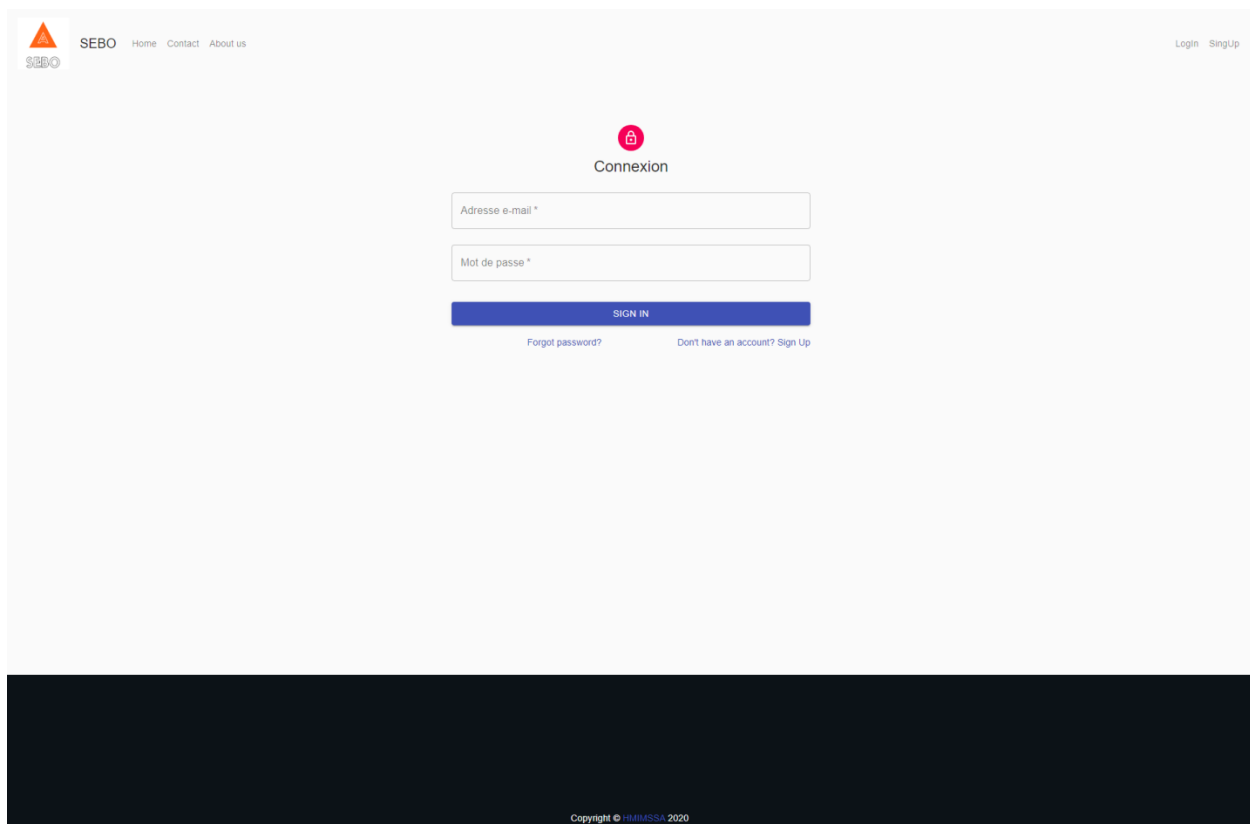 SEBO Home Contact About us Login SingUp
SEBO
Connexion
Adresse e-mail *
Mot de passe *
SIGN IN
Forgot password? Don't have an account? Sign Up
Copyright © HMIMSSA 2020